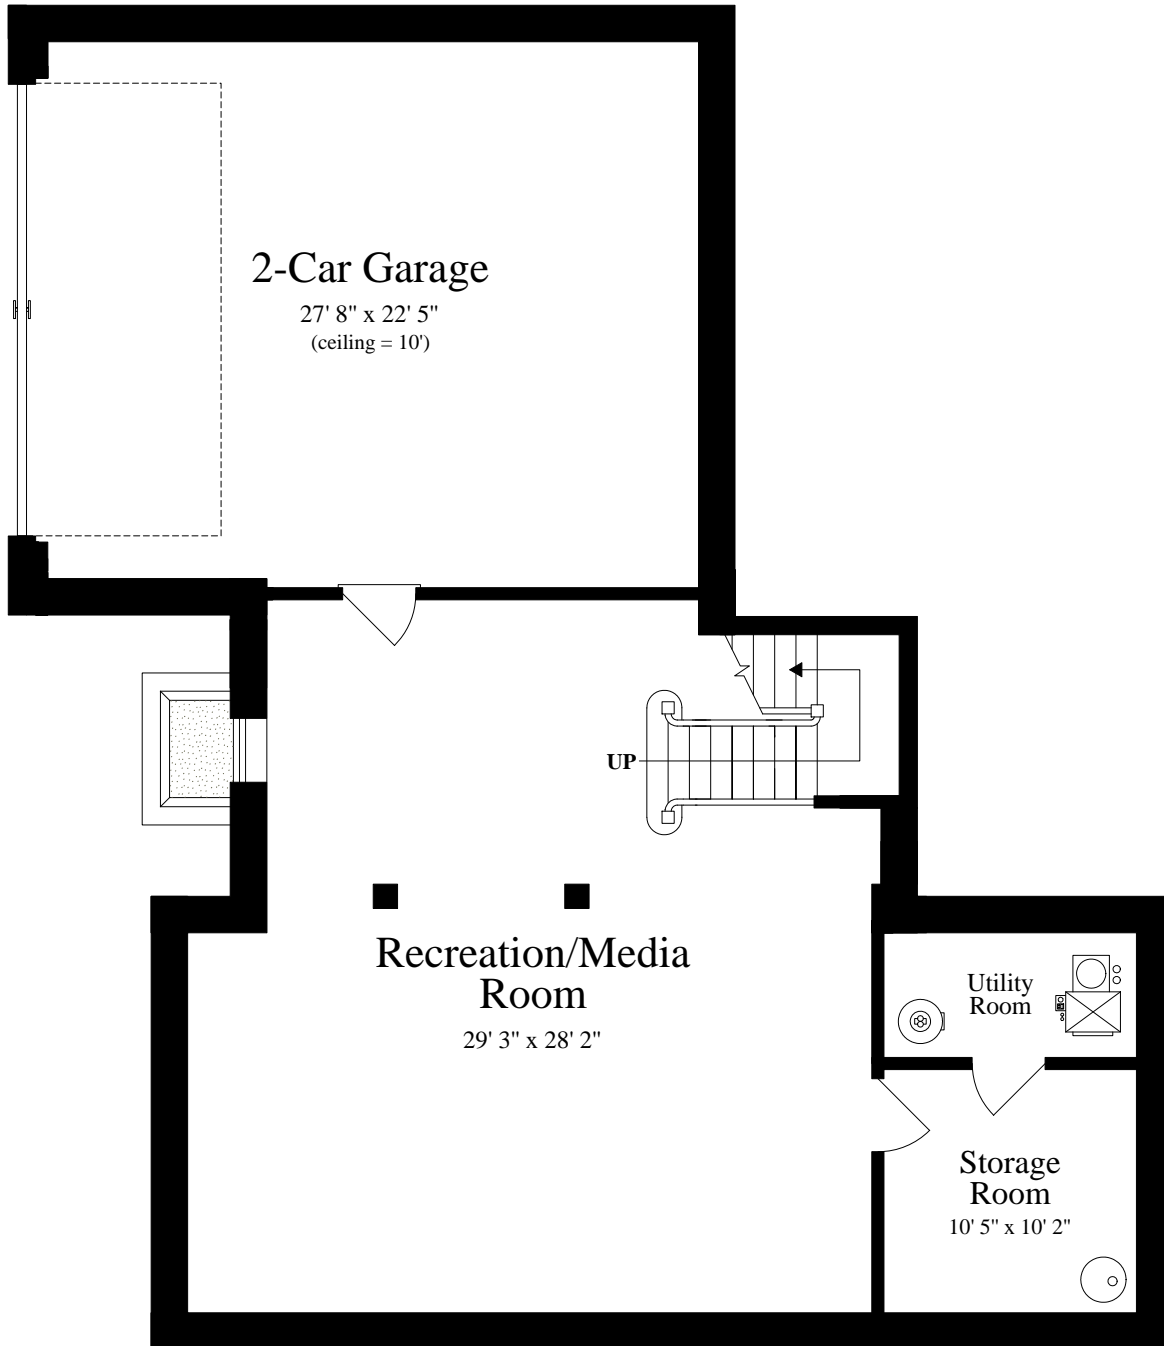 2-Car Garage
27' 8" x 22' 5"
(ceiling = 10')
UP
Recreation/Media
Room
29' 3" x 28' 2"
Utility
Room
Storage
Room
10' 5" x 10' 2"